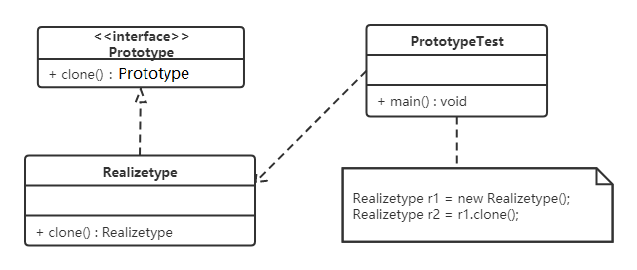 <<interface>>
Prototype
+ clone() : Prototype
PrototypeTest
+ main() : void
Realizetype
+ clone() : Realizetype
Realizetype r1 = new Realizetype();
Realizetype r2 = r1.clone();